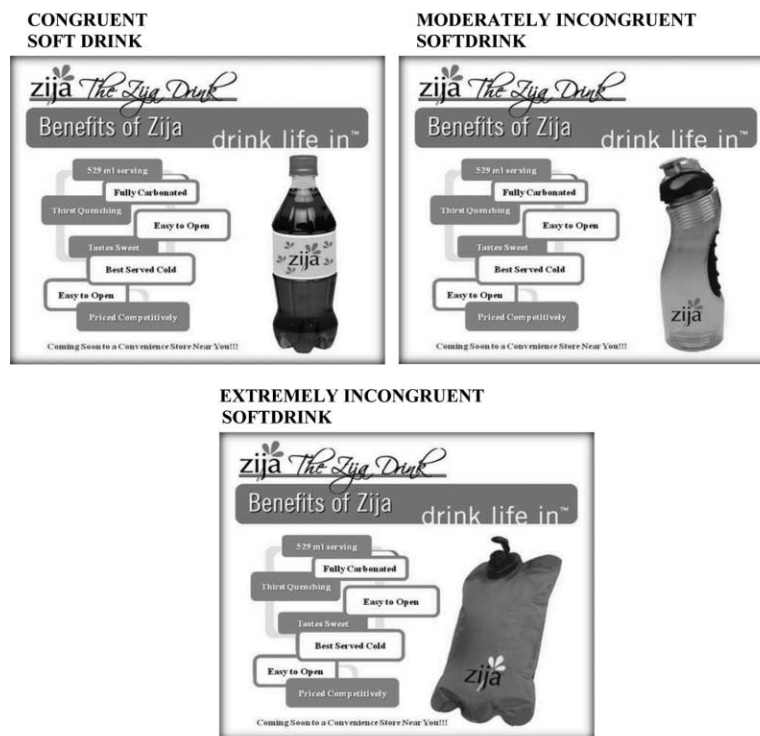 CONGRUENT
SOFT DRINK
zija The Zija Drink
Benefits of Zija
drink life in™
529 ml serving
Fully Carbonated
Thirst Quenching
Easy to Open
Tastes Sweet
Best Served Cold
Easy to Open
Priced Competitively
zija
Coming Soon to a Convenience Store Near You!!!
MODERATELY INCONGRUENT
SOFTDRINK
zija The Zija Drink
Benefits of Zija
drink life in™
529 ml serving
Fully Carbonated
Thirst Quenching
Easy to Open
Tastes Sweet
Best Served Cold
Easy to Open
Priced Competitively
zija
Coming Soon to a Convenience Store Near You!!!
EXTREMELY INCONGRUENT
SOFTDRINK
zija The Zija Drink
Benefits of Zija
drink life in™
529 ml serving
Fully Carbonated
Thirst Quenching
Easy to Open
Tastes Sweet
Best Served Cold
Easy to Open
Priced Competitively
zija
Coming Soon to a Convenience Store Near You!!!